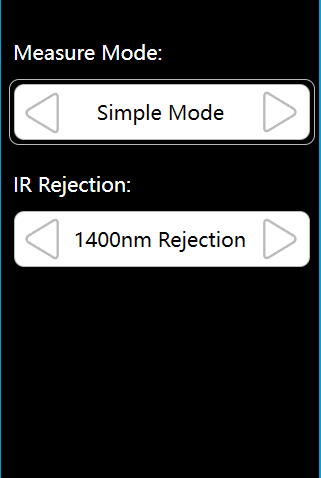 Measure Mode:
Simple Mode
IR Rejection:
1400nm Rejection